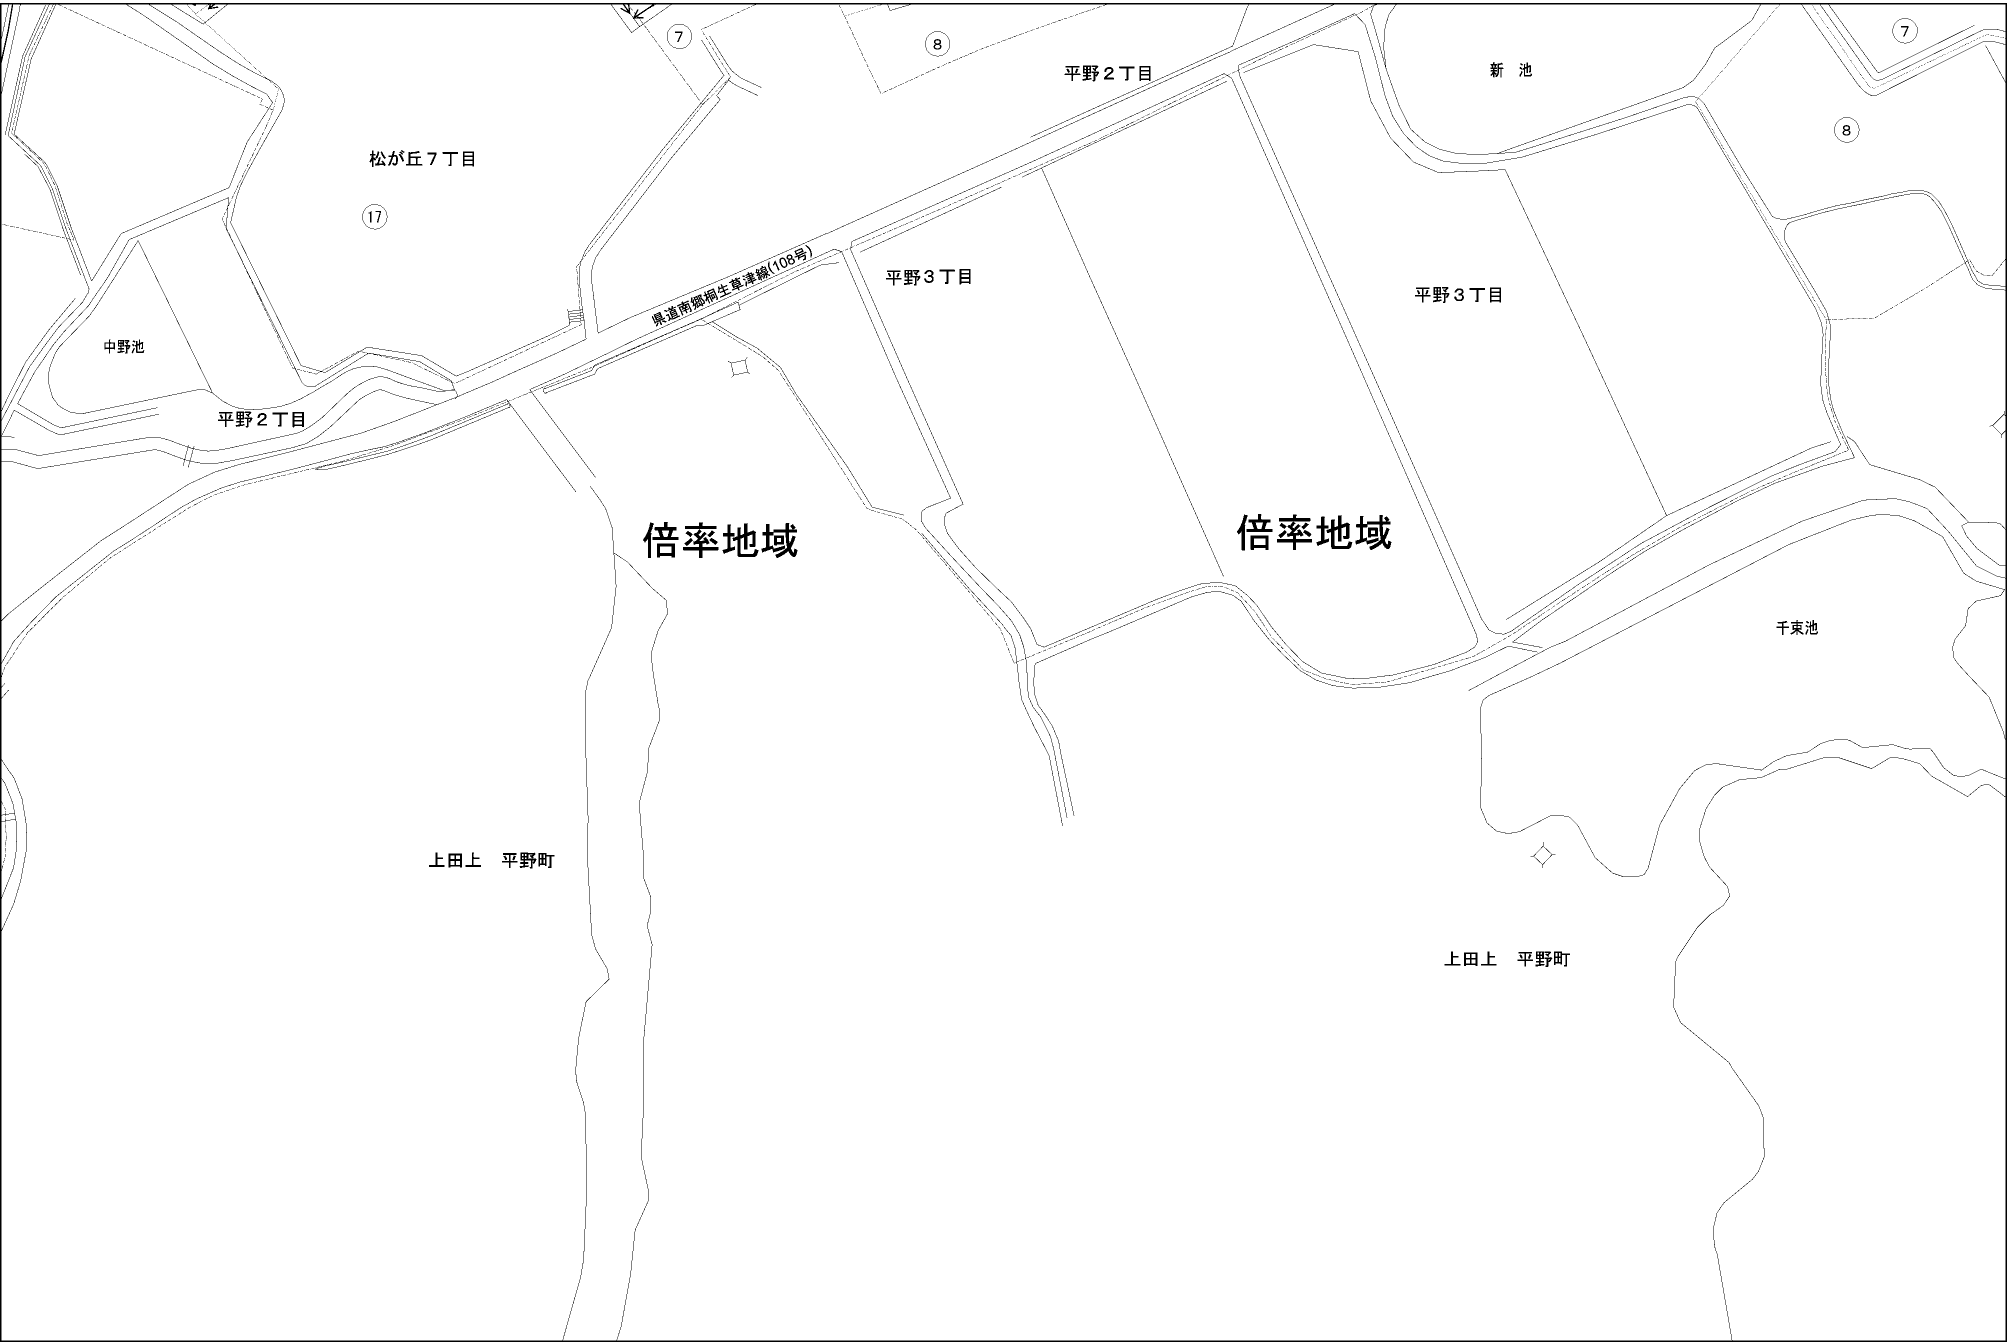 ⑦
⑧
⑦
平野２丁目
新　池
⑧
松が丘７丁目
⑰
県道南郷桐生草津線(108号)
平野３丁目
平野３丁目
中野池
平野２丁目
倍率地域
倍率地域
千束池
上田上　平野町
上田上　平野町